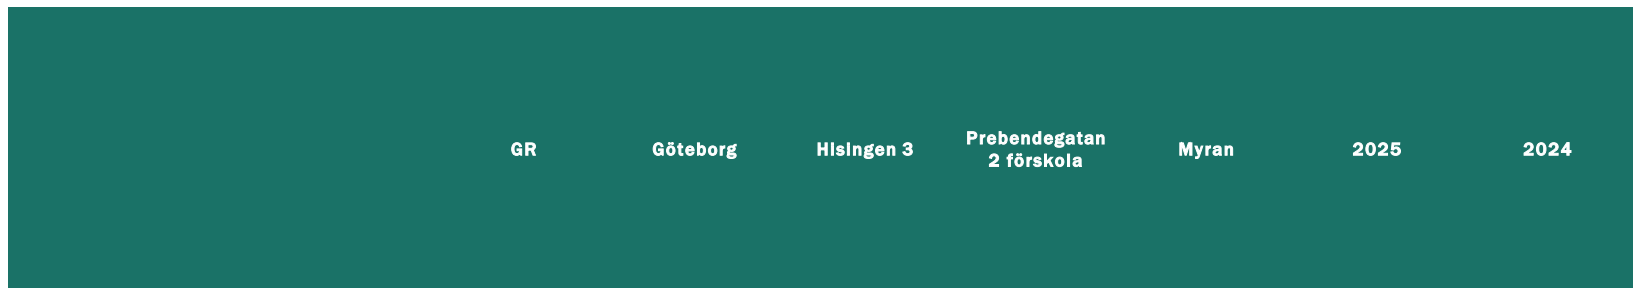 GR
Göteborg
Hisingen 3
Prebendegatan
2 förskola
Myran
2025
2024